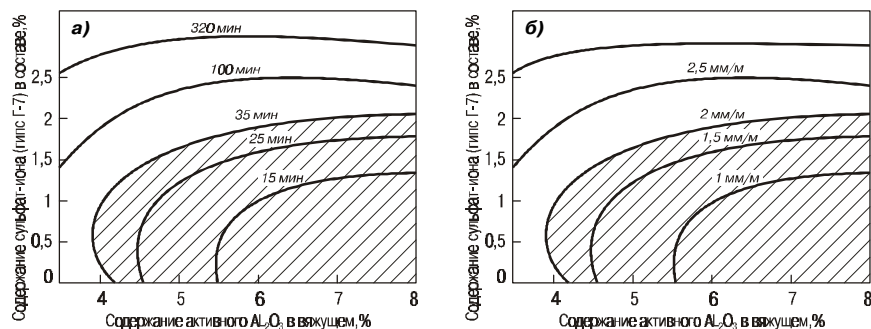 а)
320 мин
100 мин
35 мин
25 мин
15 мин
2,5
2
1,5
1
0,5
0
4
5
6
7
8
Содержание сульфат-иона (гипс Г-7) в составе,%
Содержание активного AL₂O₃ в вяжущем,%
б)
2,5 мм/м
2 мм/м
1,5 мм/м
1 мм/м
2,5
2
1,5
1
0,5
0
4
5
6
7
8
Содержание сульфат-иона (гипс Г-7) в составе,%
Содержание активного AL₂O₃ в вяжущем,%